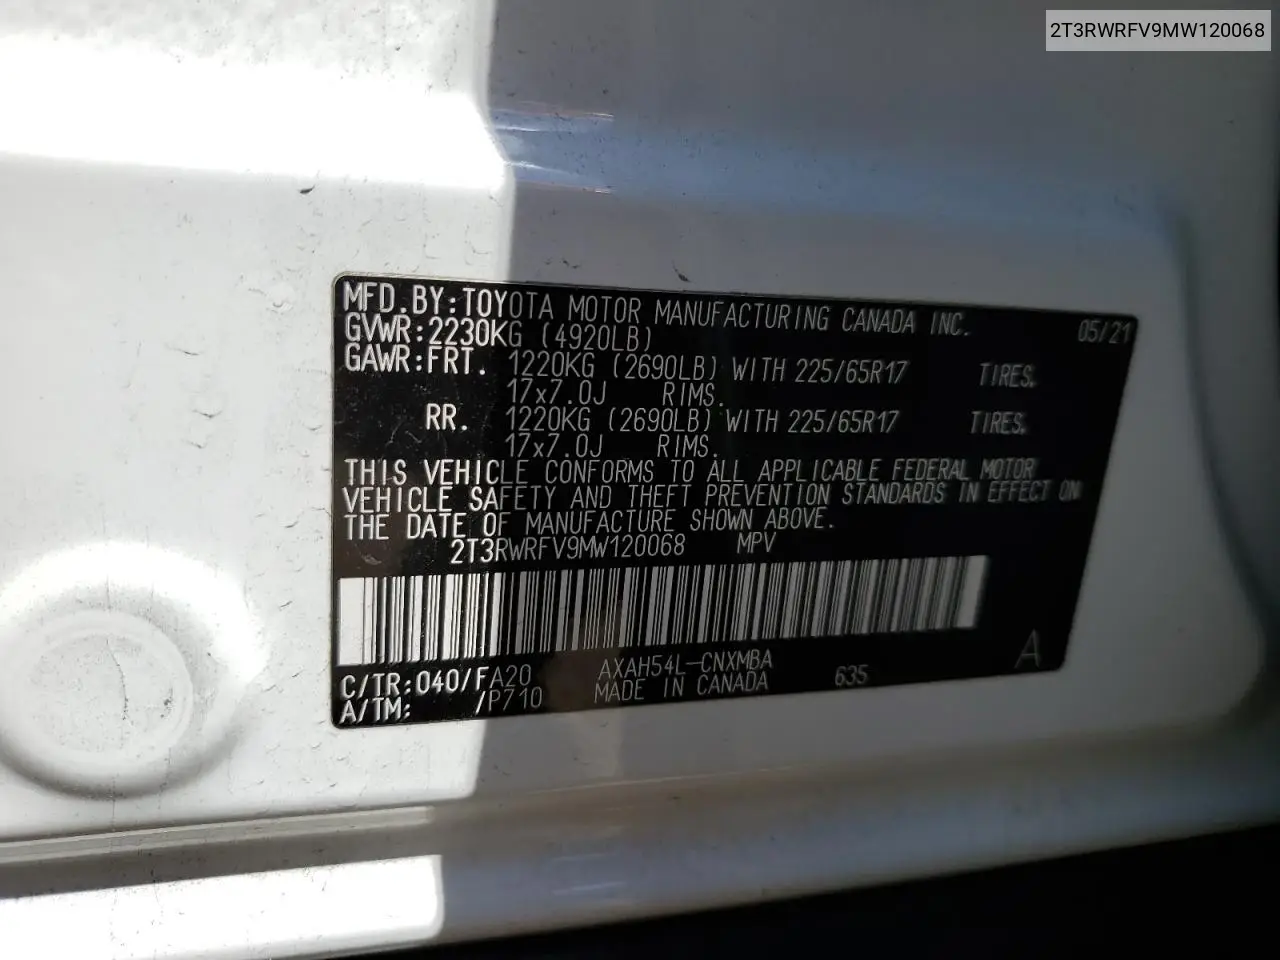 2T3RWRFV9MW120068
MFD.BY:TOYOTA MOTOR MANUFACTURING CANADA INC. 05/21
GVWR:2230KG (4920LB)
GAWR:FRT. 1220KG (2690LB) WITH 225/65R17 TIRES.
17x7.0J RIMS.
RR. 1220KG (2690LB) WITH 225/65R17 TIRES.
17x7.0J RIMS.
THIS VEHICLE CONFORMS TO ALL APPLICABLE FEDERAL MOTOR
VEHICLE SAFETY AND THEFT PREVENTION STANDARDS IN EFFECT ON
THE DATE OF MANUFACTURE SHOWN ABOVE.
2T3RWRFV9MW120068 MPV
C/TR:040/FA20 AXAH54L-CNXMBA
A/TM: /P710 MADE IN CANADA 635 A